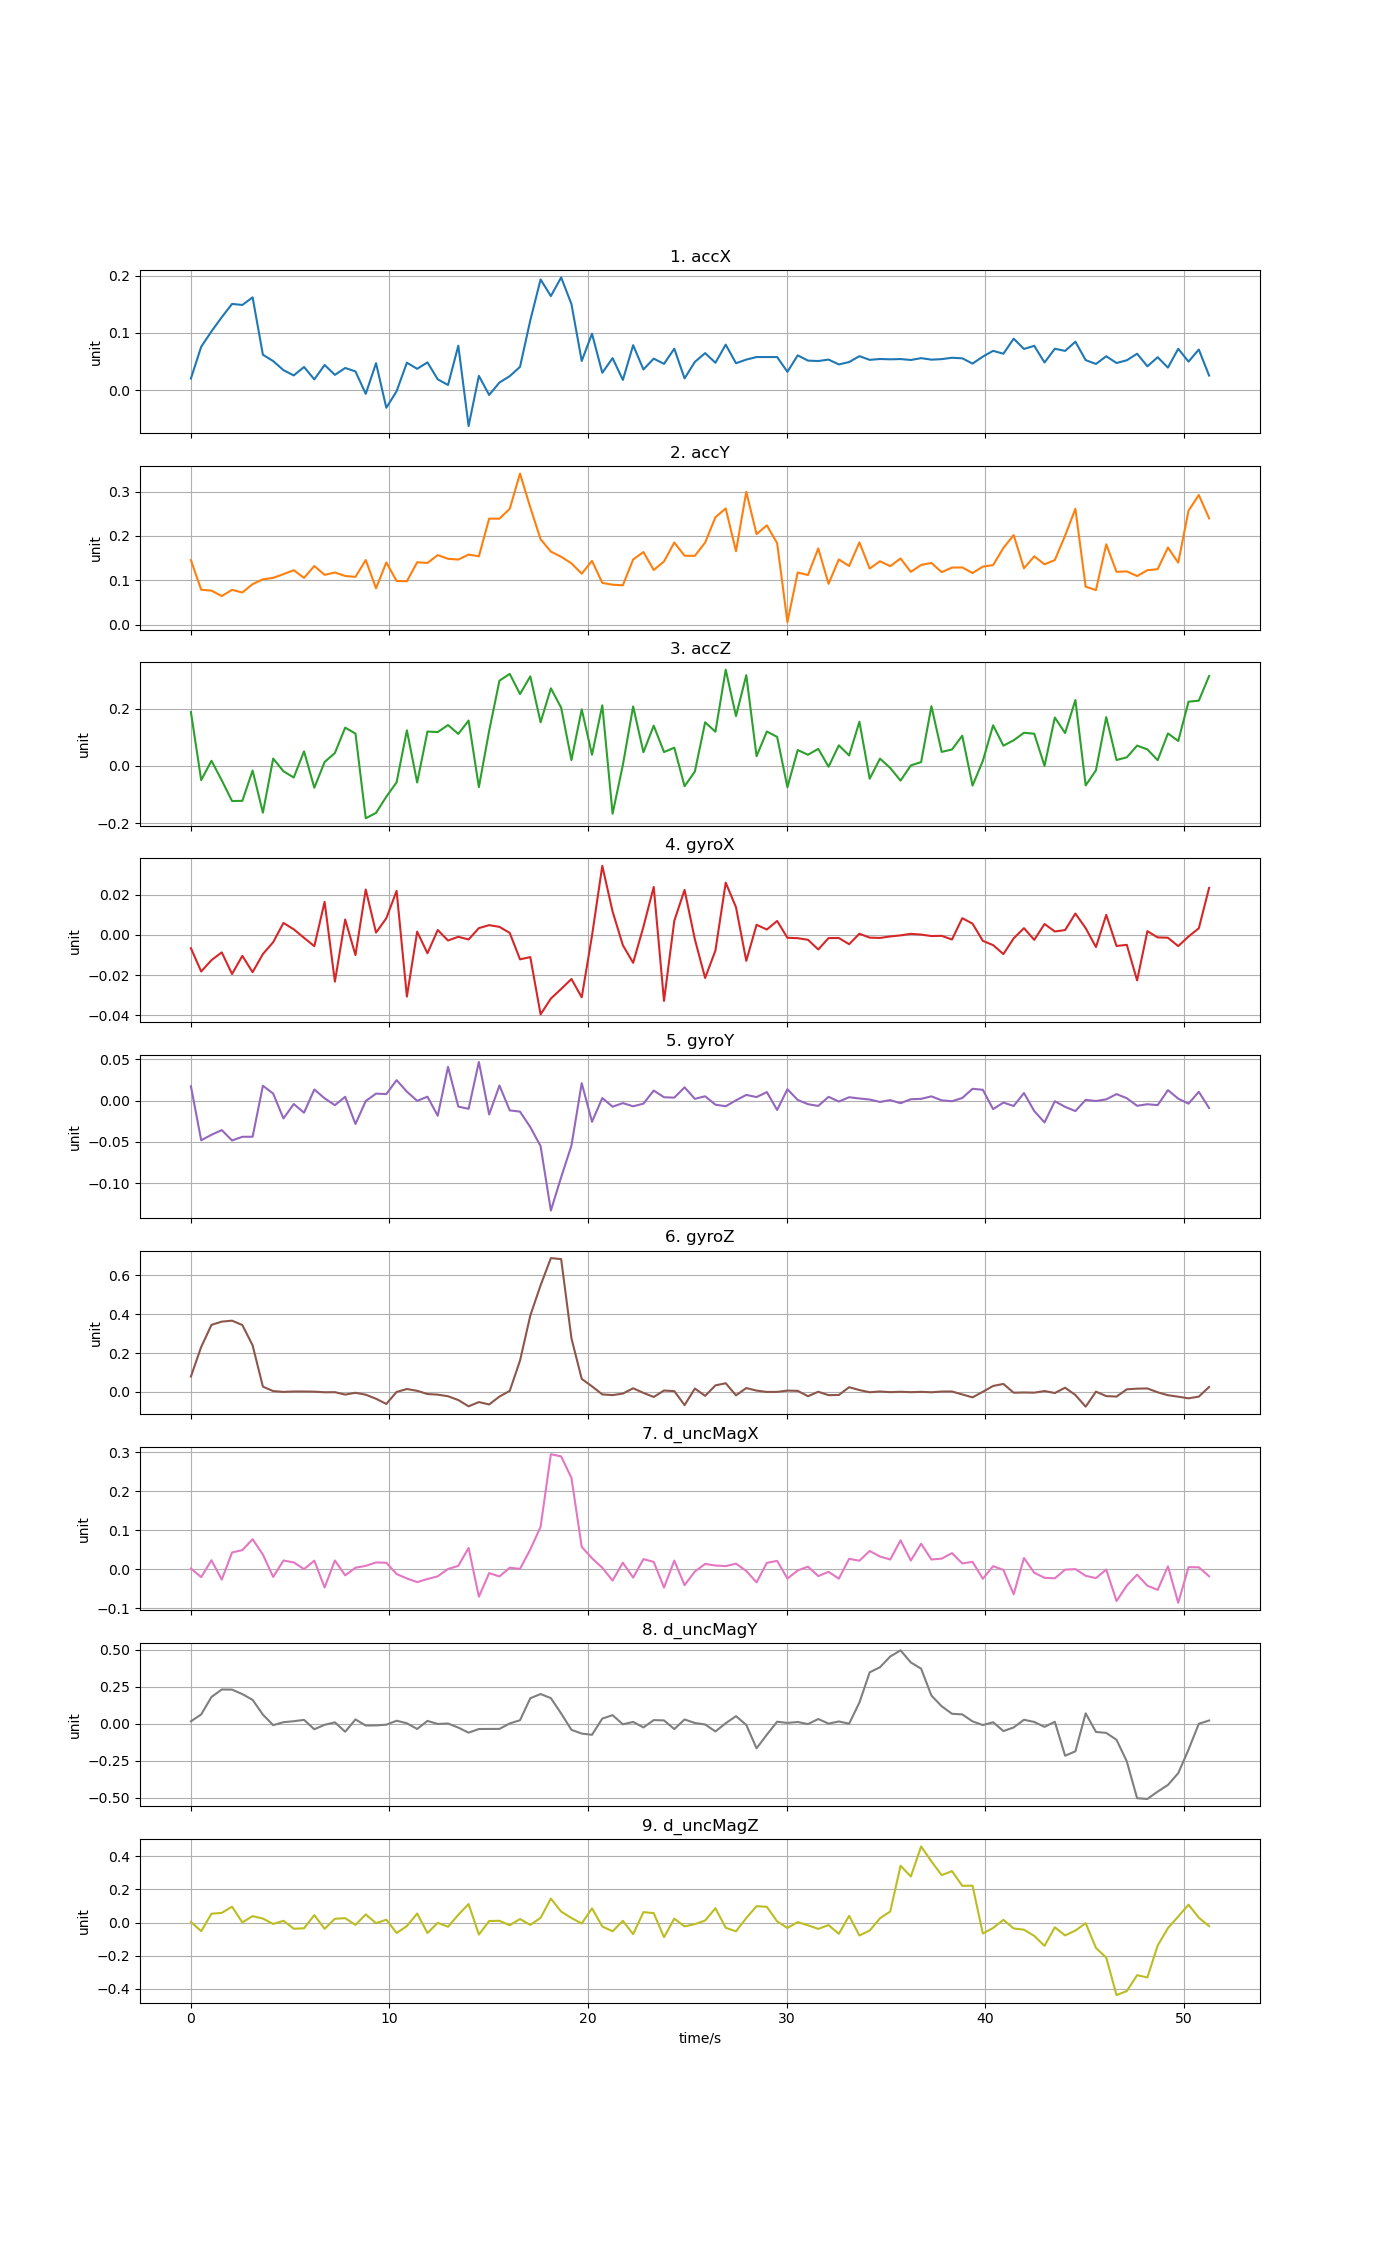 1. accX
0.2
0.1
0.0
unit
2. accY
0.3
0.2
0.1
0.0
unit
3. accZ
0.2
0.0
−0.2
unit
4. gyroX
0.02
0.00
−0.02
−0.04
unit
5. gyroY
0.05
0.00
−0.05
−0.10
unit
6. gyroZ
0.6
0.4
0.2
0.0
unit
7. d_uncMagX
0.3
0.2
0.1
0.0
−0.1
unit
8. d_uncMagY
0.50
0.25
0.00
−0.25
−0.50
unit
9. d_uncMagZ
0.4
0.2
0.0
−0.2
−0.4
unit
0 10 20 30 40 50
time/s